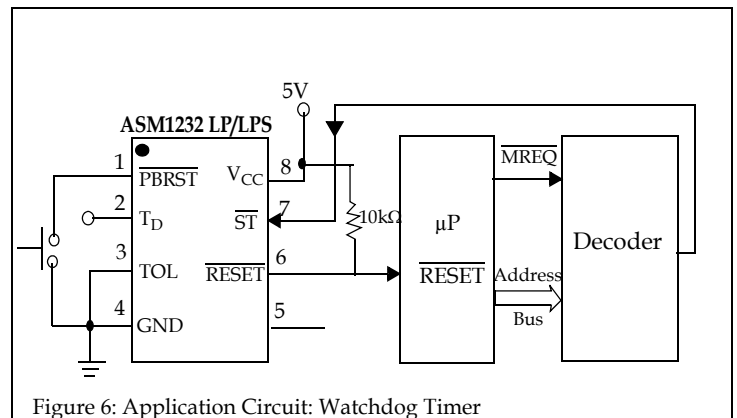 5V
ASM1232 LP/LPS
1
PBRST
VCC
8
MREQ
2
TD
ST
7
10kΩ
µP
Decoder
3
TOL
RESET
6
RESET
Address
Bus
4
GND
5
Figure 6: Application Circuit: Watchdog Timer